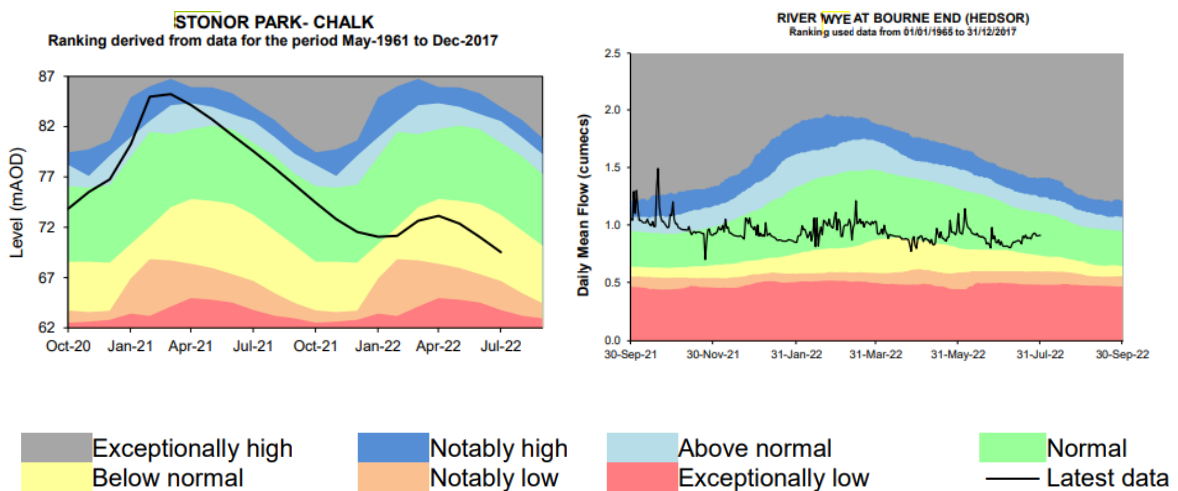 STONOR PARK- CHALK
Ranking derived from data for the period May-1961 to Dec-2017
87
82
77
72
67
62
Level (mAOD)
Oct-20 Jan-21 Apr-21 Jul-21 Oct-21 Jan-22 Apr-22 Jul-22
RIVER WYE AT BOURNE END (HEDSOR)
Ranking used data from 01/01/1965 to 31/12/2017
2.5
2.0
1.5
1.0
0.5
0.0
Daily Mean Flow (cumecs)
30-Sep-21 30-Nov-21 31-Jan-22 31-Mar-22 31-May-22 31-Jul-22 30-Sep-22
Exceptionally high Notably high Above normal Normal
Below normal Notably low Exceptionally low Latest data